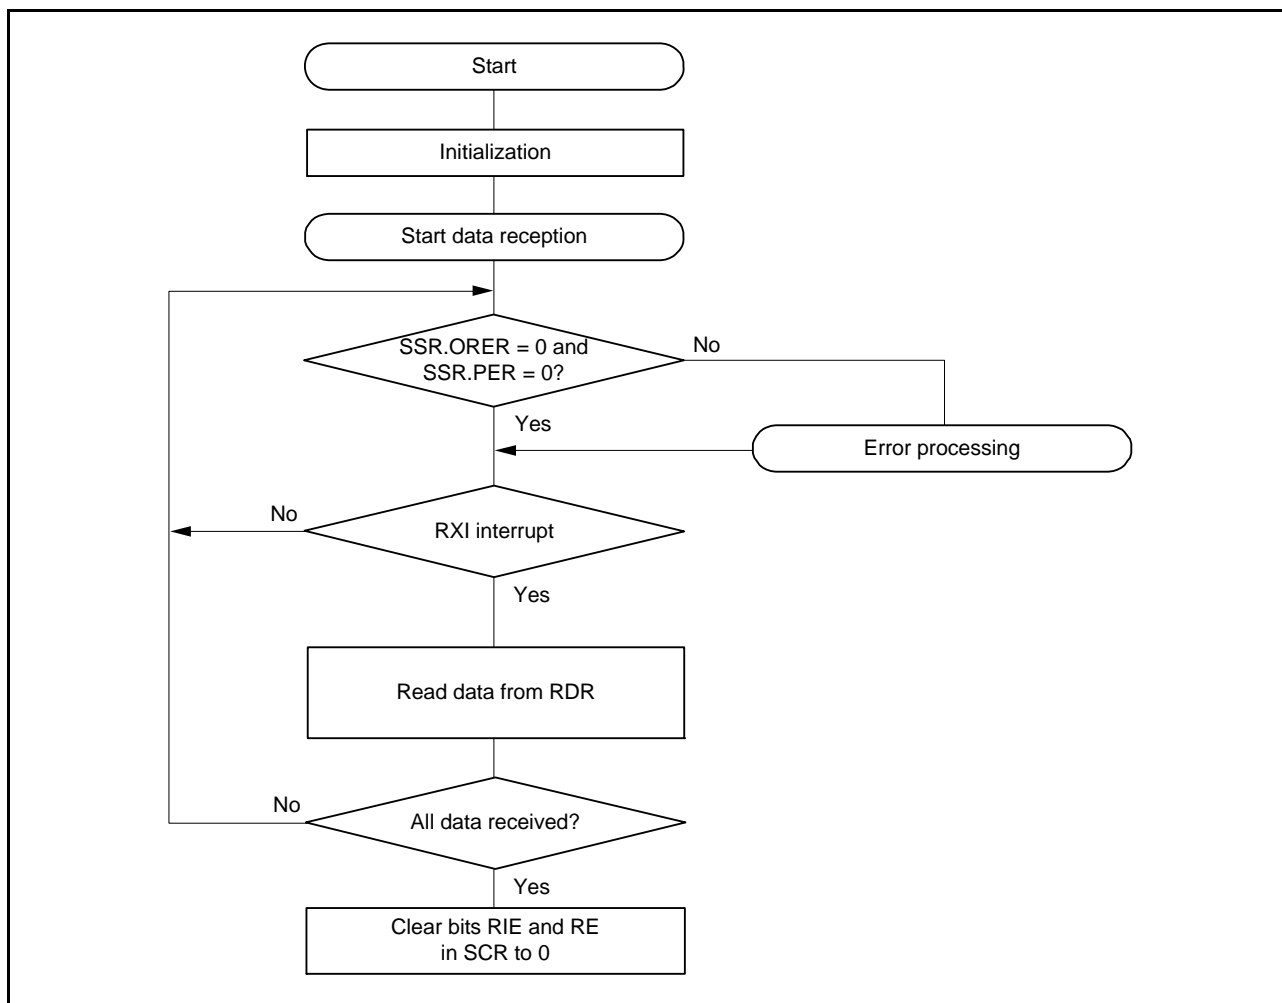 Start
Initialization
Start data reception
SSR.ORER = 0 and
SSR.PER = 0?
No
Yes
Error processing
No
RXI interrupt
Yes
Read data from RDR
No
All data received?
Yes
Clear bits RIE and RE
in SCR to 0